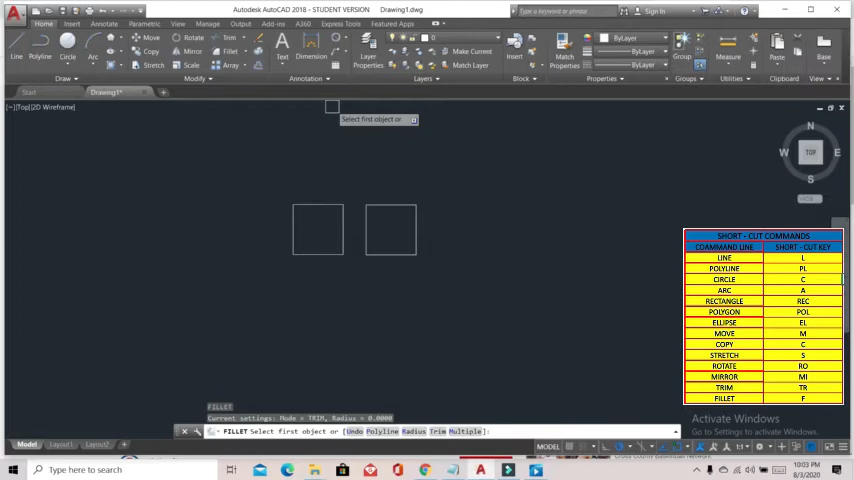 Autodesk AutoCAD 2018 - STUDENT VERSION Drawing1.dwg
Type a keyword or phrase
Sign In
Home Insert Annotate Parametric View Manage Output Add-ins A360 Express Tools Featured Apps
Line Polyline Circle Arc
Move Rotate Trim
Copy Mirror Fillet
Stretch Scale Array
Text Dimension
Layer Properties
0
Make Current
Match Layer
Insert
Match Properties
ByLayer
ByLayer
ByLayer
Group
Measure
Paste
Base
Draw Modify Annotation Layers Block Properties Groups Utilities Clipboard View
Start Drawing1*
[−][Top][2D Wireframe]
Select first object or
N
W TOP E
S
WCS
SHORT - CUT COMMANDS
COAMMAND LINE SHORT - CUT KEY
LINE L
POLYLINE PL
CIRCLE C
ARC A
RECTANGLE REC
POLYGON POL
ELLIPSE EL
MOVE M
COPY C
STRETCH S
ROTATE RO
MIRROR MI
TRIM TR
FILLET F
FILLET
Current settings: Mode = TRIM, Radius = 0.0000
FILLET Select first object or [Undo Polyline Radius Trim Multiple]:
Activate Windows
Go to Settings to activate Windows.
Model Layout1 Layout2 +
MODEL
Type here to search
10:03 PM
8/3/2020